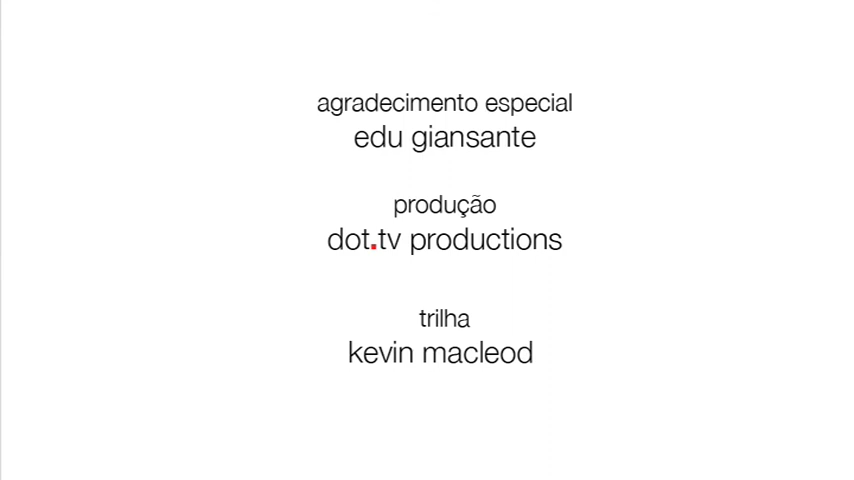 agradecimento especial
edu giansante
produção
dot.tv productions
trilha
kevin macleod